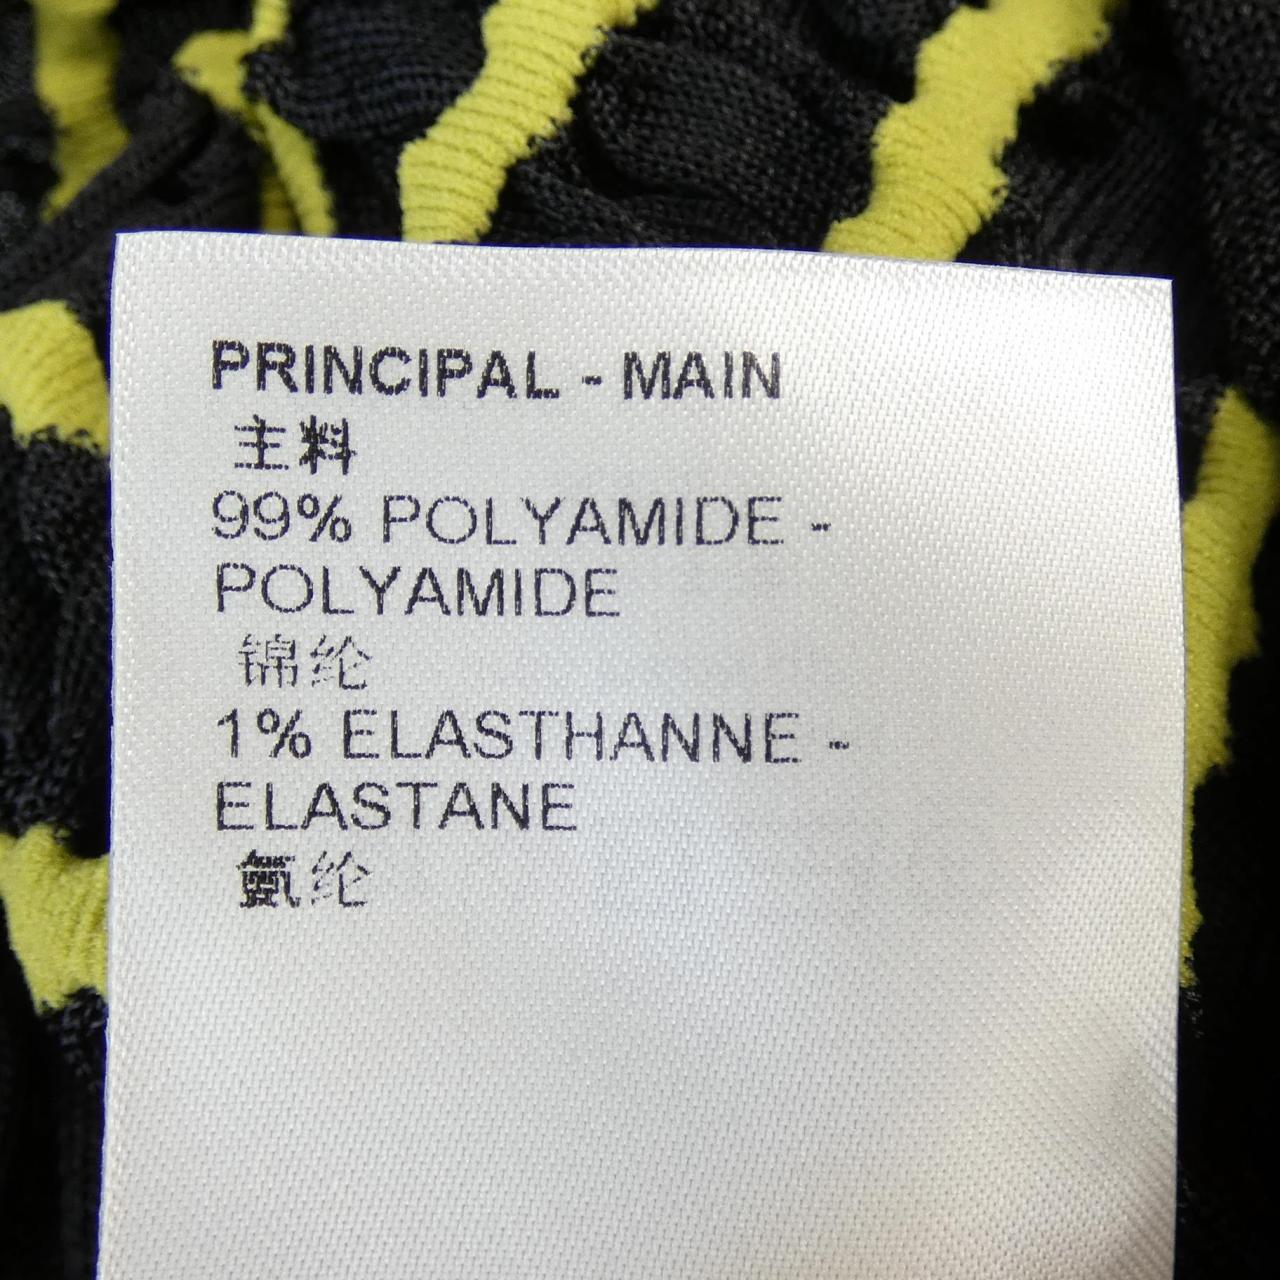 PRINCIPAL - MAIN
主料
99% POLYAMIDE -
POLYAMIDE
锦纶
1% ELASTHANNE -
ELASTANE
氨纶